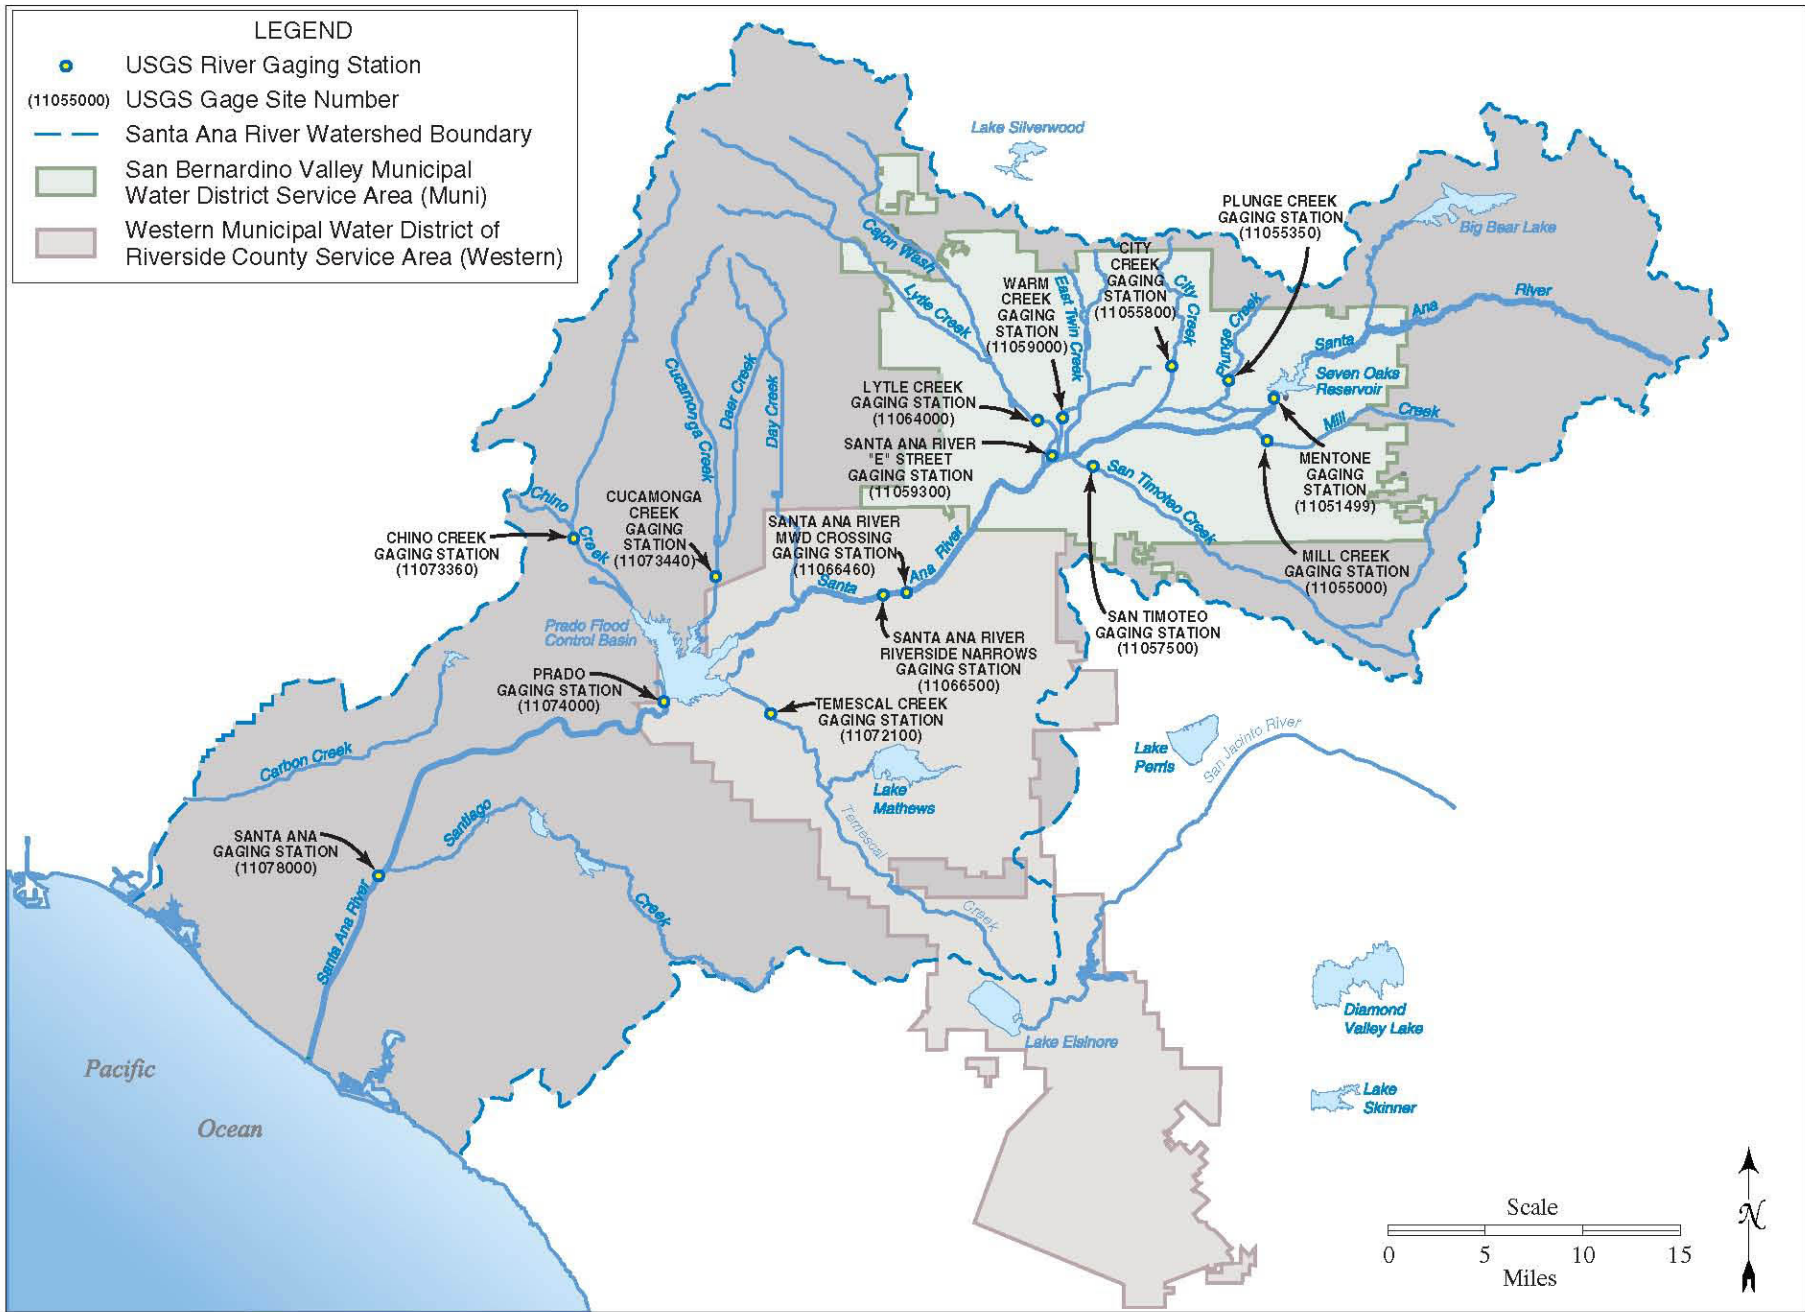 LEGEND
USGS River Gaging Station
(11055000) USGS Gage Site Number
Santa Ana River Watershed Boundary
San Bernardino Valley Municipal
Water District Service Area (Muni)
Western Municipal Water District of
Riverside County Service Area (Western)
Lake Silverwood
PLUNGE CREEK
GAGING STATION
(11055350)
Big Bear Lake
Cajon Wash
Lytle Creek
WARM
CREEK
GAGING
STATION
(11059000)
East Twin Creek
CITY
CREEK
GAGING
STATION
(11055800)
City Creek
Plunge Creek
Santa
Ana
River
Seven Oaks
Reservoir
Mill
Creek
LYTLE CREEK
GAGING STATION
(11064000)
SANTA ANA RIVER
"E" STREET
GAGING STATION
(11059300)
MENTONE
GAGING
STATION
(11051499)
San Timoteo Creek
MILL CREEK
GAGING STATION
(11055000)
SAN TIMOTEO
GAGING STATION
(11057500)
Cucamonga Creek
Deer Creek
Day Creek
Chino
Creek
CHINO CREEK
GAGING STATION
(11073360)
CUCAMONGA
CREEK
GAGING
STATION
(11073440)
SANTA ANA RIVER
MWD CROSSING
GAGING STATION
(11066460)
Santa
Ana
River
SANTA ANA RIVER
RIVERSIDE NARROWS
GAGING STATION
(11066500)
Prado Flood
Control Basin
PRADO
GAGING STATION
(11074000)
TEMESCAL CREEK
GAGING STATION
(11072100)
Lake
Mathews
Lake
Perris
San Jacinto River
Temescal
Creek
Carbon Creek
Santiago
Creek
SANTA ANA
GAGING STATION
(11078000)
Santa Ana River
Lake Elsinore
Diamond
Valley Lake
Lake
Skinner
Pacific
Ocean
Scale
0 5 10 15
Miles
N